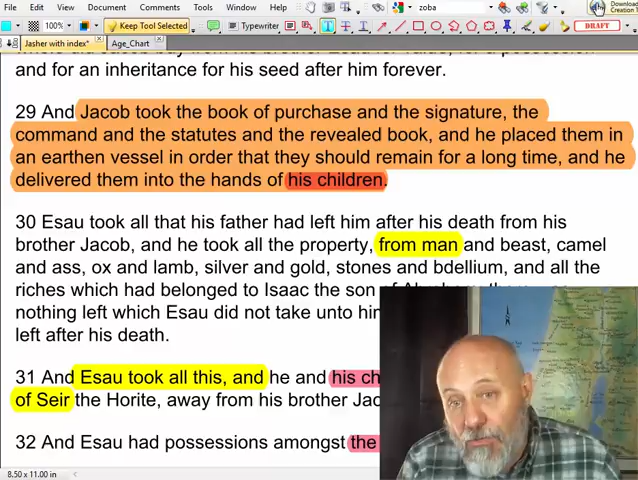 File Edit View Document Comments Tools Window Help zoba
100% Keep Tool Selected Typewriter DRAFT
Jasher with index* Age_Chart
and for an inheritance for his seed after him forever.
29 And Jacob took the book of purchase and the signature, the
command and the statutes and the revealed book, and he placed them in
an earthen vessel in order that they should remain for a long time, and he
delivered them into the hands of his children.
30 Esau took all that his father had left him after his death from his
brother Jacob, and he took all the property, from man and beast, camel
and ass, ox and lamb, silver and gold, stones and bdellium, and all the
riches which had belonged to Isaac the son of
nothing left which Esau did not take unto
left after his death.
31 And Esau took all this, and he and his
of Seir the Horite, away from his brother
32 And Esau had possessions amongst the
8.50 x 11.00 in